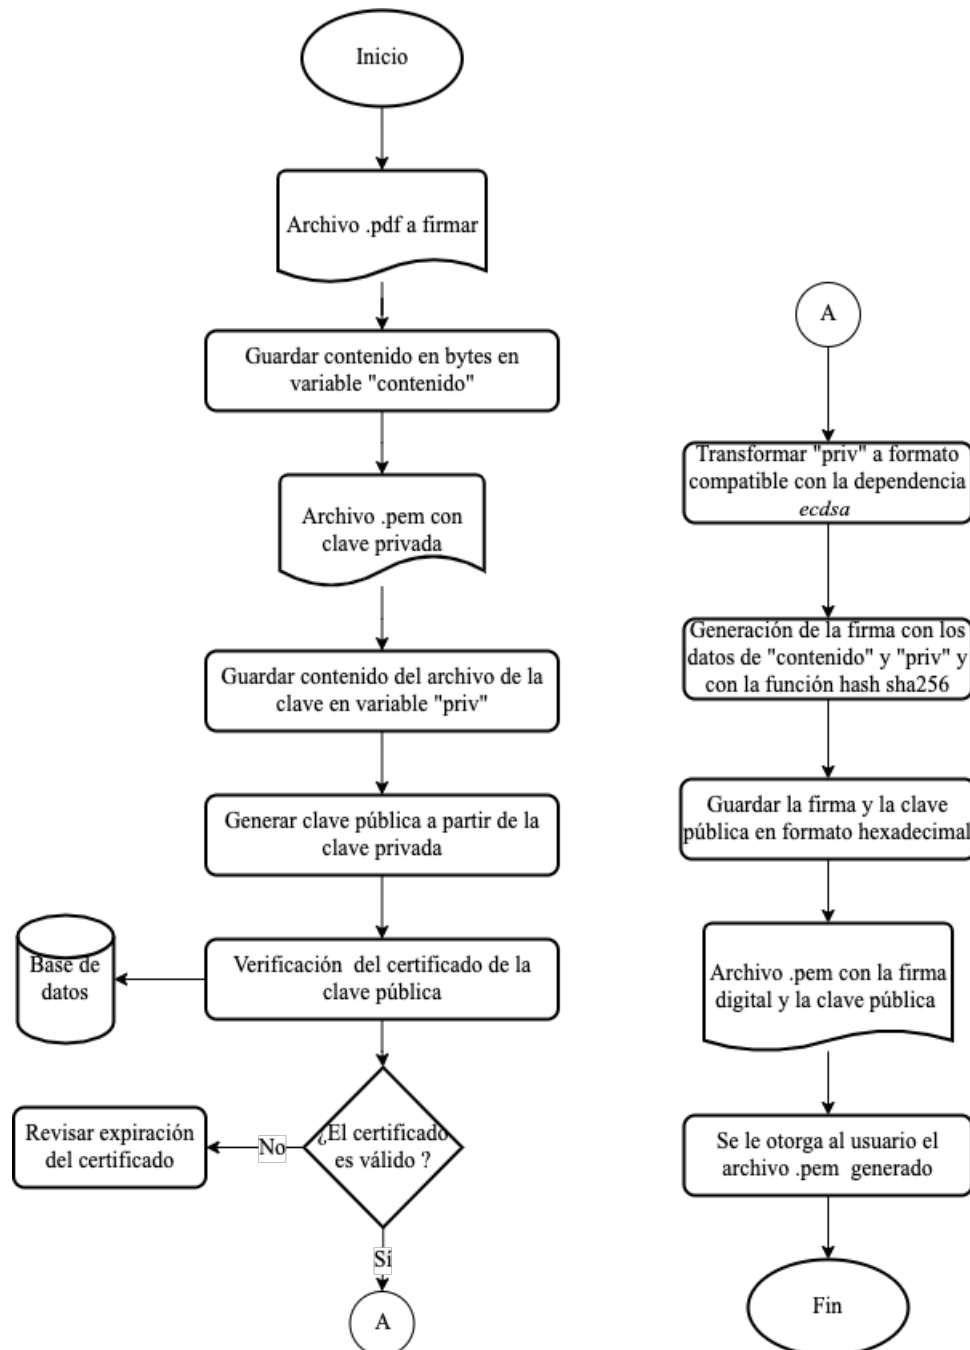 Inicio
Archivo .pdf a firmar
Guardar contenido en bytes en
variable "contenido"
Archivo .pem con
clave privada
Guardar contenido del archivo de la
clave en variable "priv"
Generar clave pública a partir de la
clave privada
Verificación del certificado de la
clave pública
Base de
datos
¿El certificado
es válido ?
No
Revisar expiración
del certificado
Sí
A
A
Transformar "priv" a formato
compatible con la dependencia
ecdsa
Generación de la firma con los
datos de "contenido" y "priv" y
con la función hash sha256
Guardar la firma y la clave
pública en formato hexadecimal
Archivo .pem con la firma
digital y la clave pública
Se le otorga al usuario el
archivo .pem generado
Fin